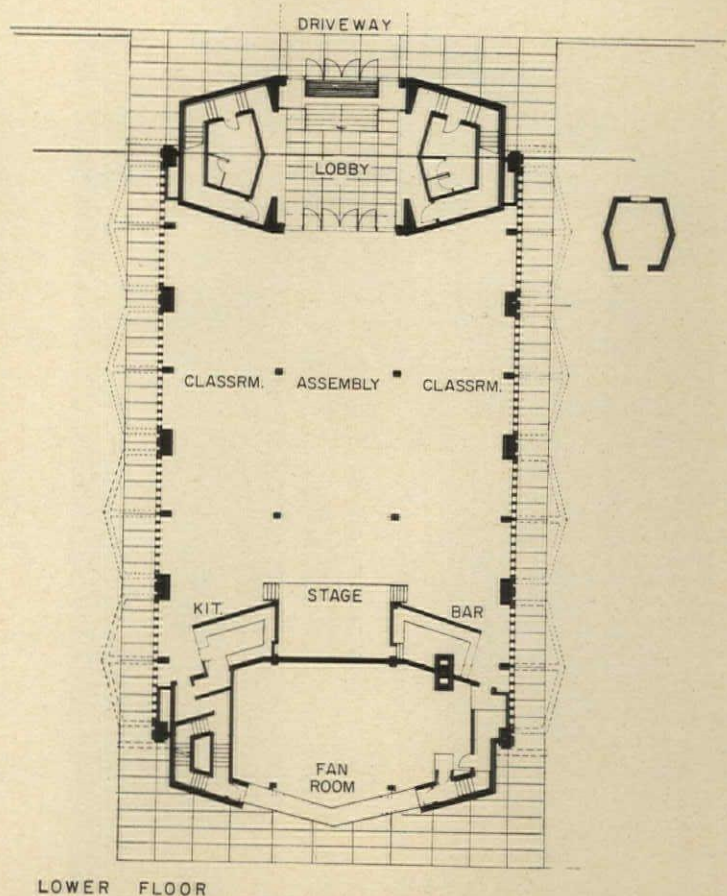 DRIVEWAY
LOBBY
CLASSRM. ASSEMBLY CLASSRM.
STAGE
KIT.
BAR
FAN
ROOM
LOWER FLOOR